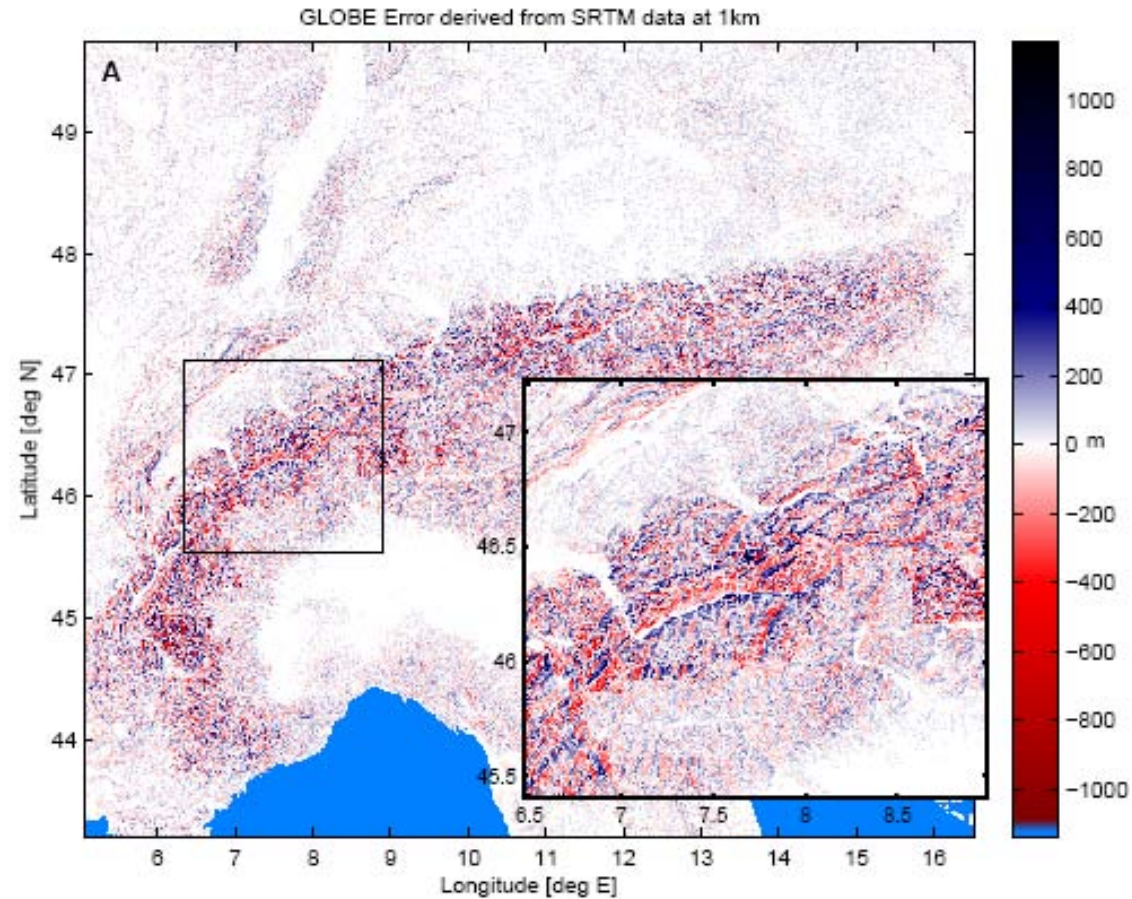 GLOBE Error derived from SRTM data at 1km
A
49
48
47
46
45
44
Latitude [deg N]
6 7 8 9 10 11 12 13 14 15 16
Longitude [deg E]
47
46.5
46
45.5
6.5 7 7.5 8 8.5
1000
800
600
400
200
0 m
−200
−400
−600
−800
−1000